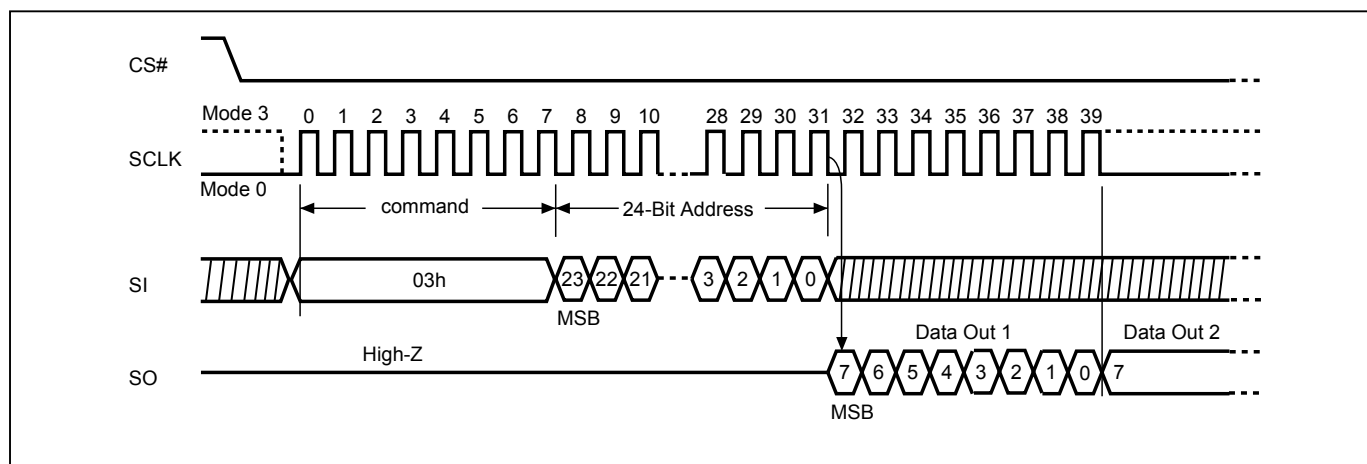 CS#
Mode 3
0 1 2 3 4 5 6 7 8 9 10 28 29 30 31 32 33 34 35 36 37 38 39
SCLK
Mode 0
command 24-Bit Address
SI 03h 23 22 21 3 2 1 0
MSB
High-Z Data Out 1 Data Out 2
SO 7 6 5 4 3 2 1 0 7
MSB